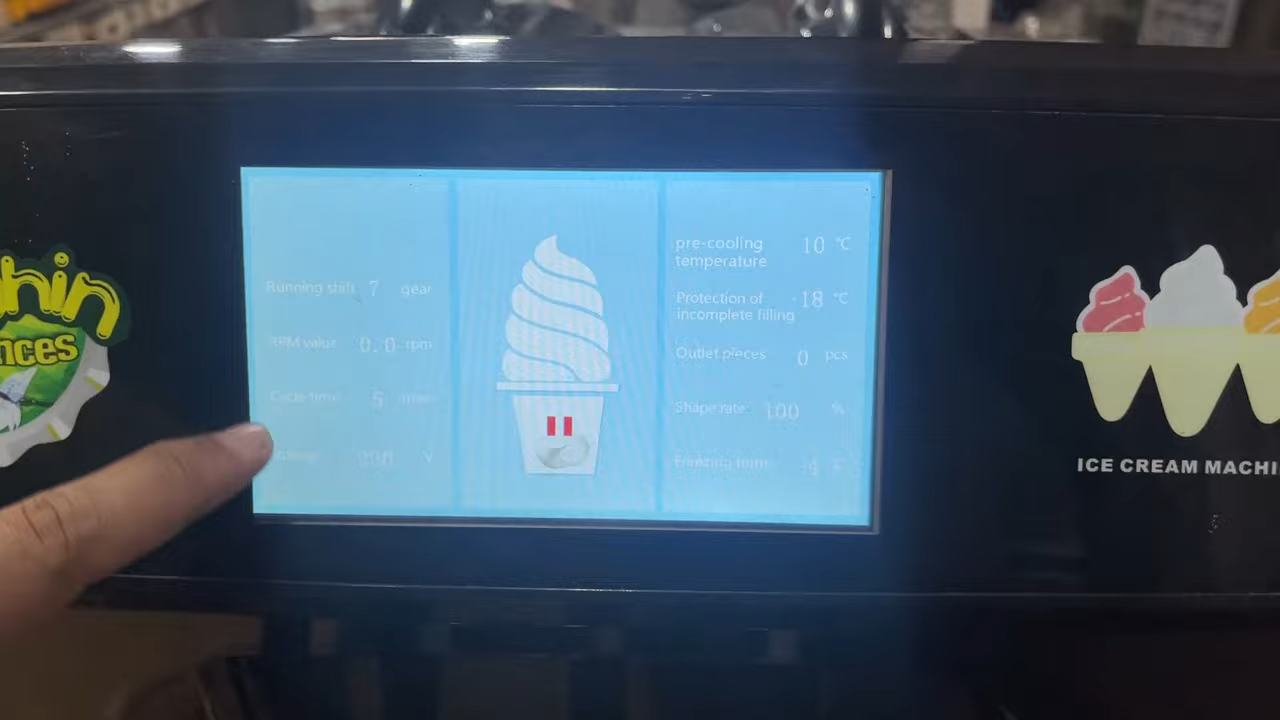 Running shift 7 gear
RPM value 0.0 rpm
Cycle time 5
V
pre-cooling
temperature 10 °C
Protection of
incomplete filling -18 °C
Outlet pieces 0 pcs
Shape rate 100 %
ICE CREAM MACHI